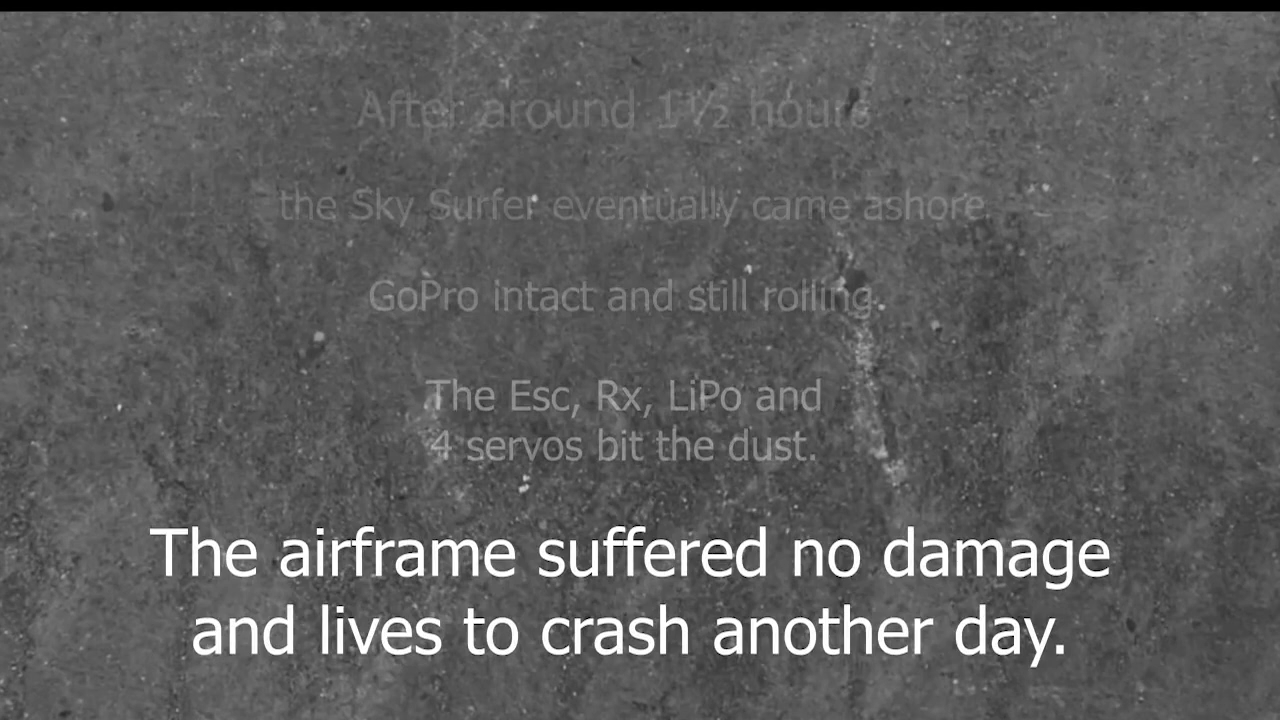 After around 1½ hours
the Sky Surfer eventually came ashore
GoPro intact and still rolling.
The Esc, Rx, LiPo and
4 servos bit the dust.
The airframe suffered no damage
and lives to crash another day.